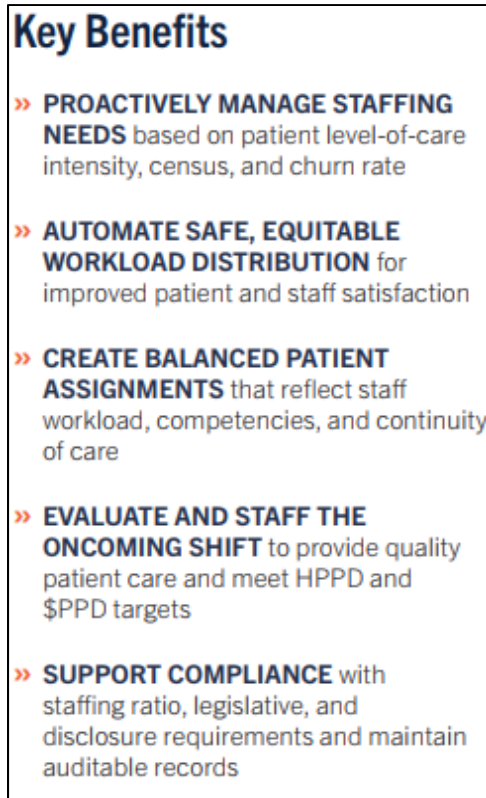 Key Benefits
» PROACTIVELY MANAGE STAFFING
NEEDS based on patient level-of-care
intensity, census, and churn rate
» AUTOMATE SAFE, EQUITABLE
WORKLOAD DISTRIBUTION for
improved patient and staff satisfaction
» CREATE BALANCED PATIENT
ASSIGNMENTS that reflect staff
workload, competencies, and continuity
of care
» EVALUATE AND STAFF THE
ONCOMING SHIFT to provide quality
patient care and meet HPPD and
$PPD targets
» SUPPORT COMPLIANCE with
staffing ratio, legislative, and
disclosure requirements and maintain
auditable records